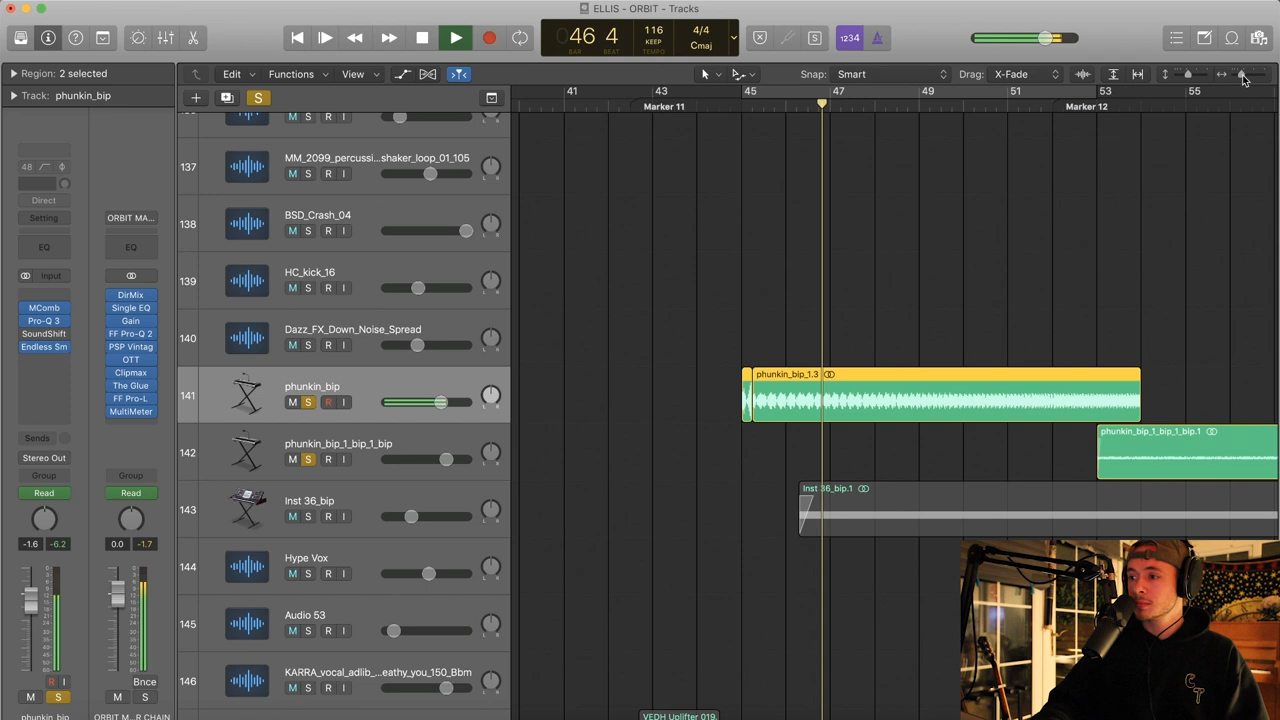 ELLIS - ORBIT - Tracks
46 4
BAR BEAT
116
KEEP
TEMPO
4/4
Cmaj
1234
Region: 2 selected
Edit
Functions
View
Snap: Smart
Drag: X-Fade
Track: phunkin_bip
S
41
43
45
47
49
51
53
55
Marker 11
Marker 12
M S R I
137
MM_2099_percussi...shaker_loop_01_105
M S R I
138
BSD_Crash_04
M S R I
139
HC_kick_16
M S R I
140
Dazz_FX_Down_Noise_Spread
M S R I
141
phunkin_bip
M S R I
142
phunkin_bip_1_bip_1_bip
M S
143
Inst 36_bip
M S R I
144
Hype Vox
M S R I
145
Audio 53
M S R I
146
KARRA_vocal_adlib_...eathy_you_150_Bbm
M S R I
phunkin_bip_1.3
phunkin_bip_1_bip_1_bip.1
Inst 36_bip.1
VEDH Uplifter 019.
48
Direct
Setting
EQ
Input
MComb
Pro-Q 3
SoundShift
Endless Sm
Sends
Stereo Out
Group
Read
-1.6 -6.2
R I
M S
phunkin_bip
ORBIT MA...
EQ
DirMix
Single EQ
Gain
FF Pro-Q 2
PSP Vintag
OTT
Clipmax
The Glue
FF Pro-L
MultiMeter
Group
Read
0.0 -1.7
Bnce
M S
ORBIT M...R CHAIN